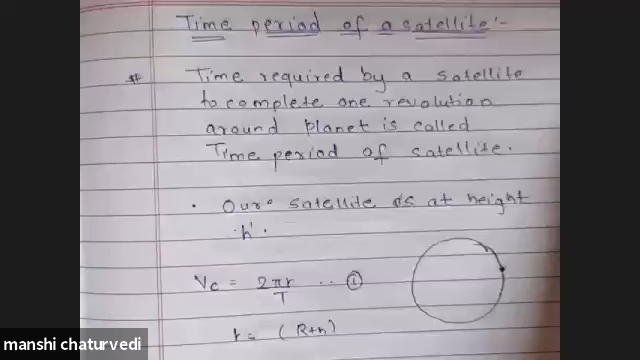 Time period of a satellite :-
# Time required by a satellite
to complete one revolution
around planet is called
Time period of satellite.
• Our satellite is at height
'h'.
Vc = 2πr / T ... ①
r = (R+h)
h
manshi chaturvedi